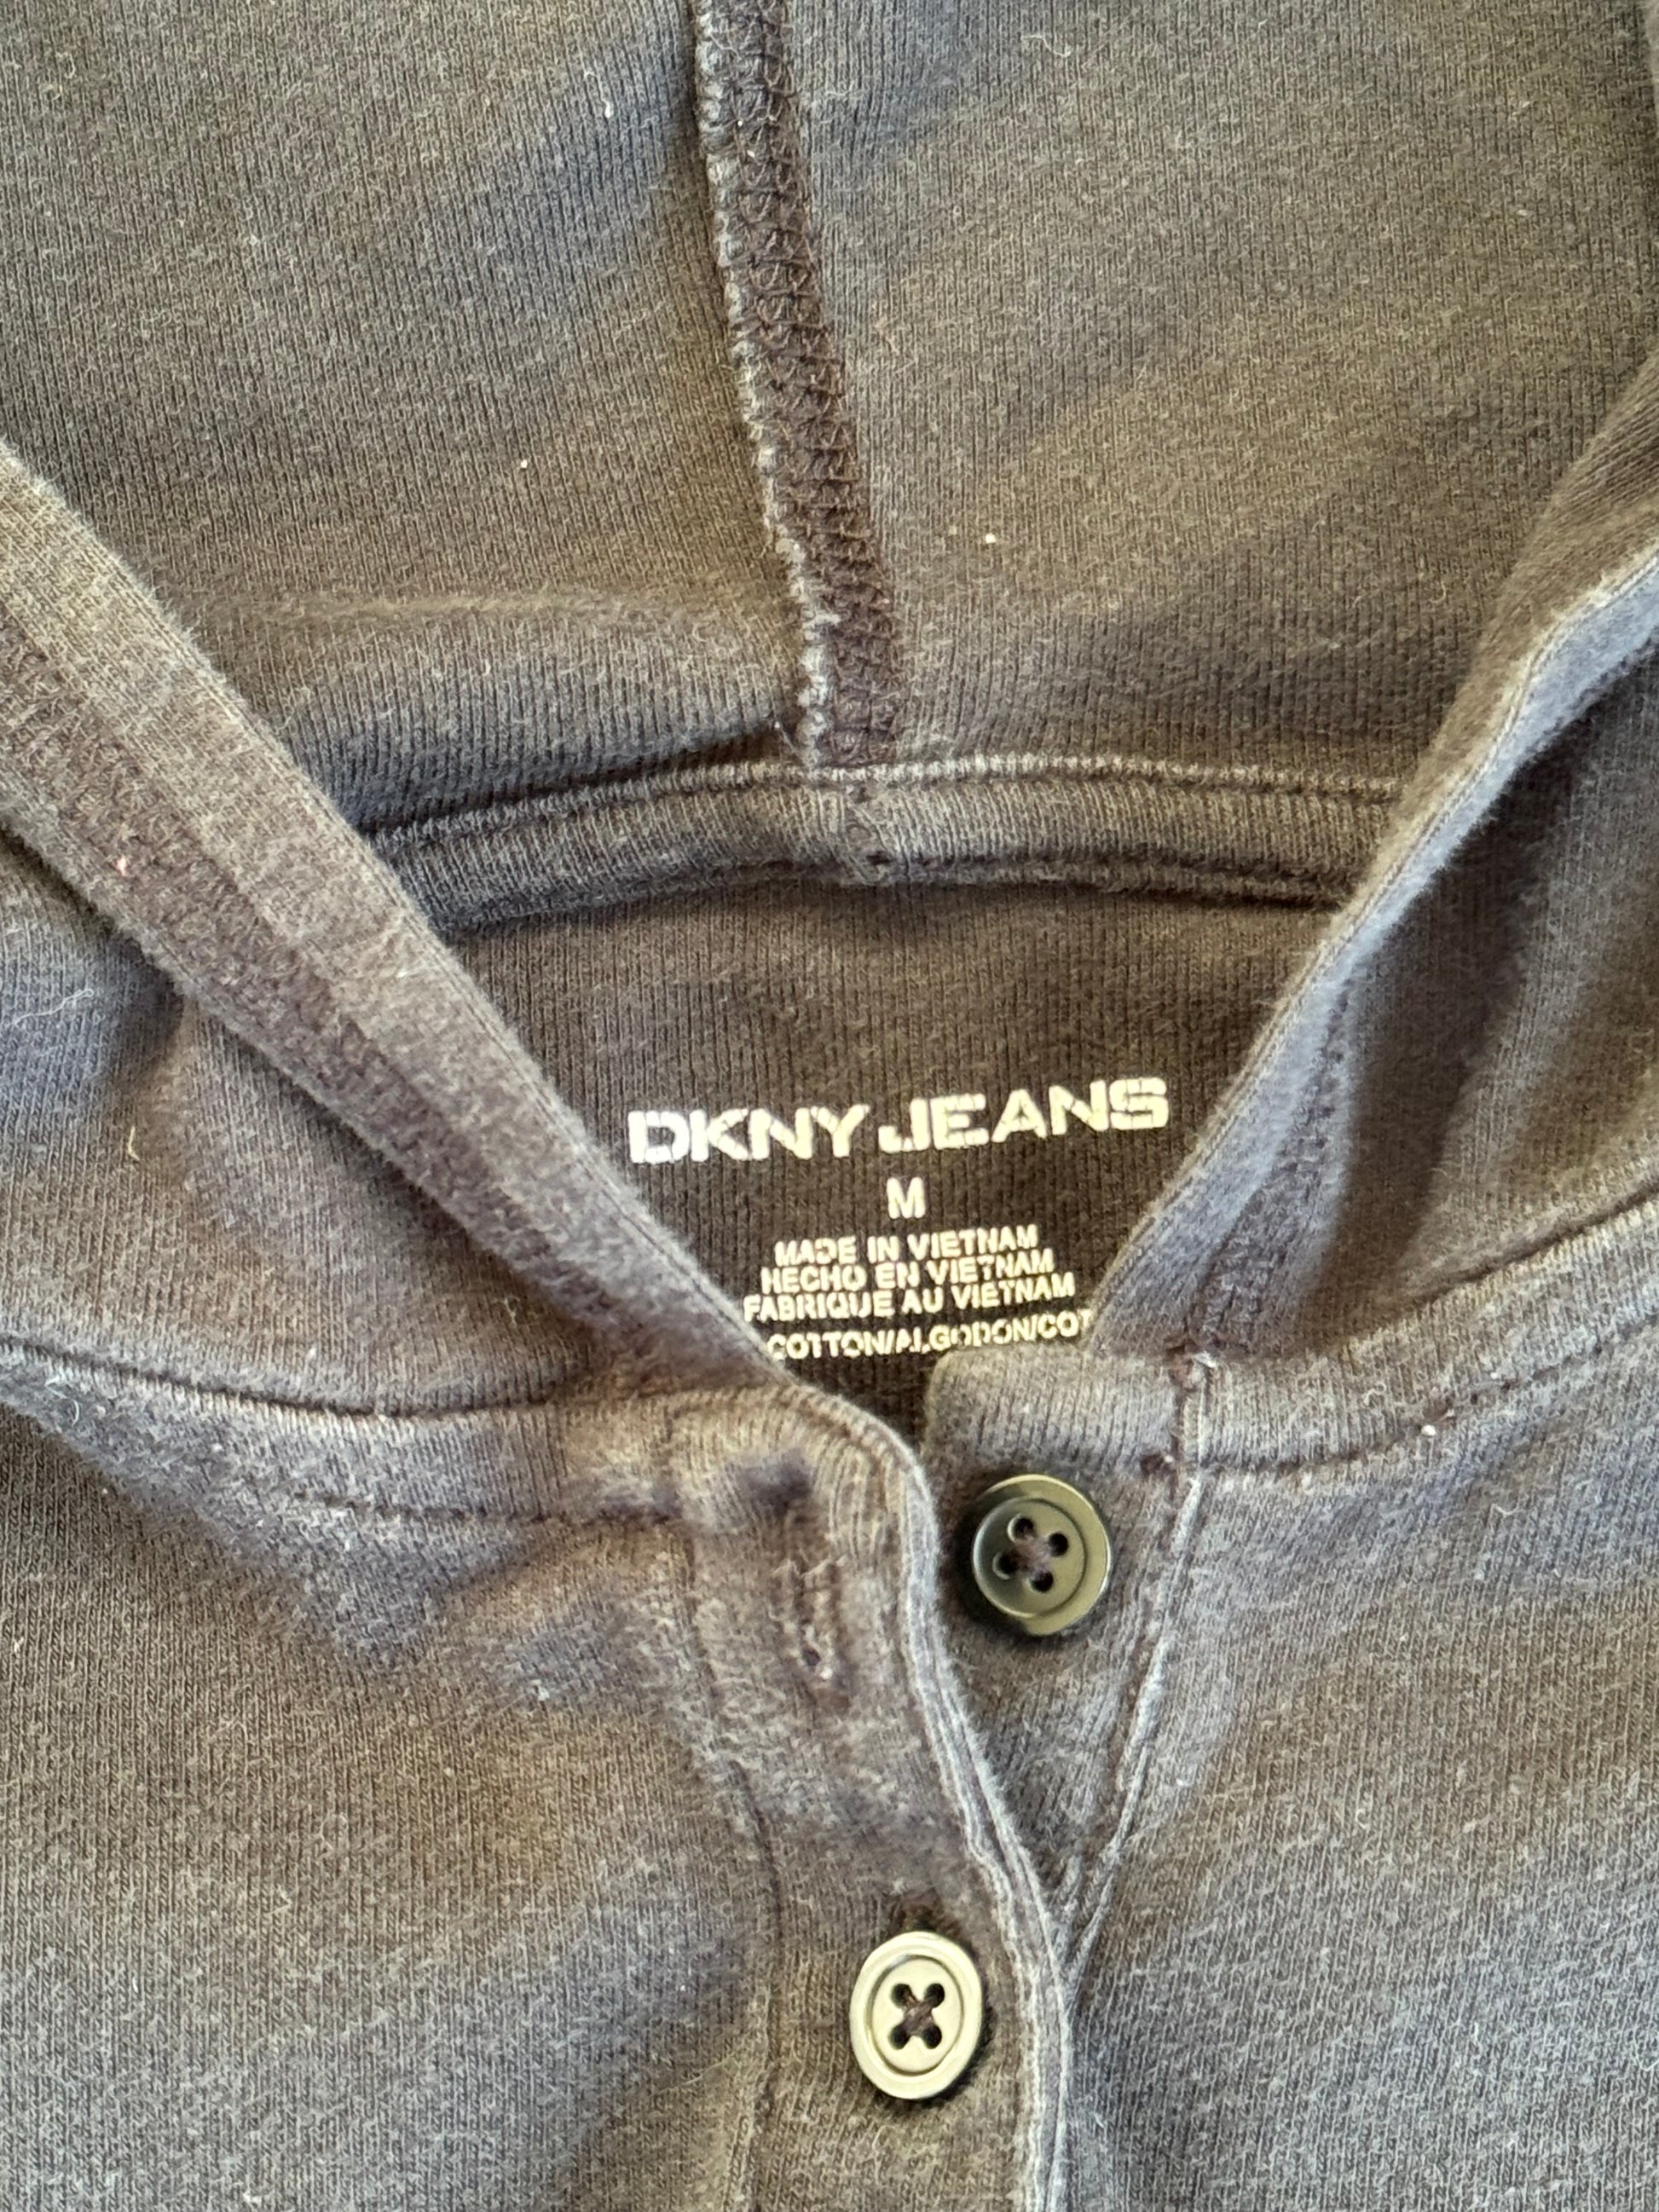 DKNY JEANS
M
MADE IN VIETNAM
HECHO EN VIETNAM
FABRIQUE AU VIETNAM
COTTON/ALGODON/COT